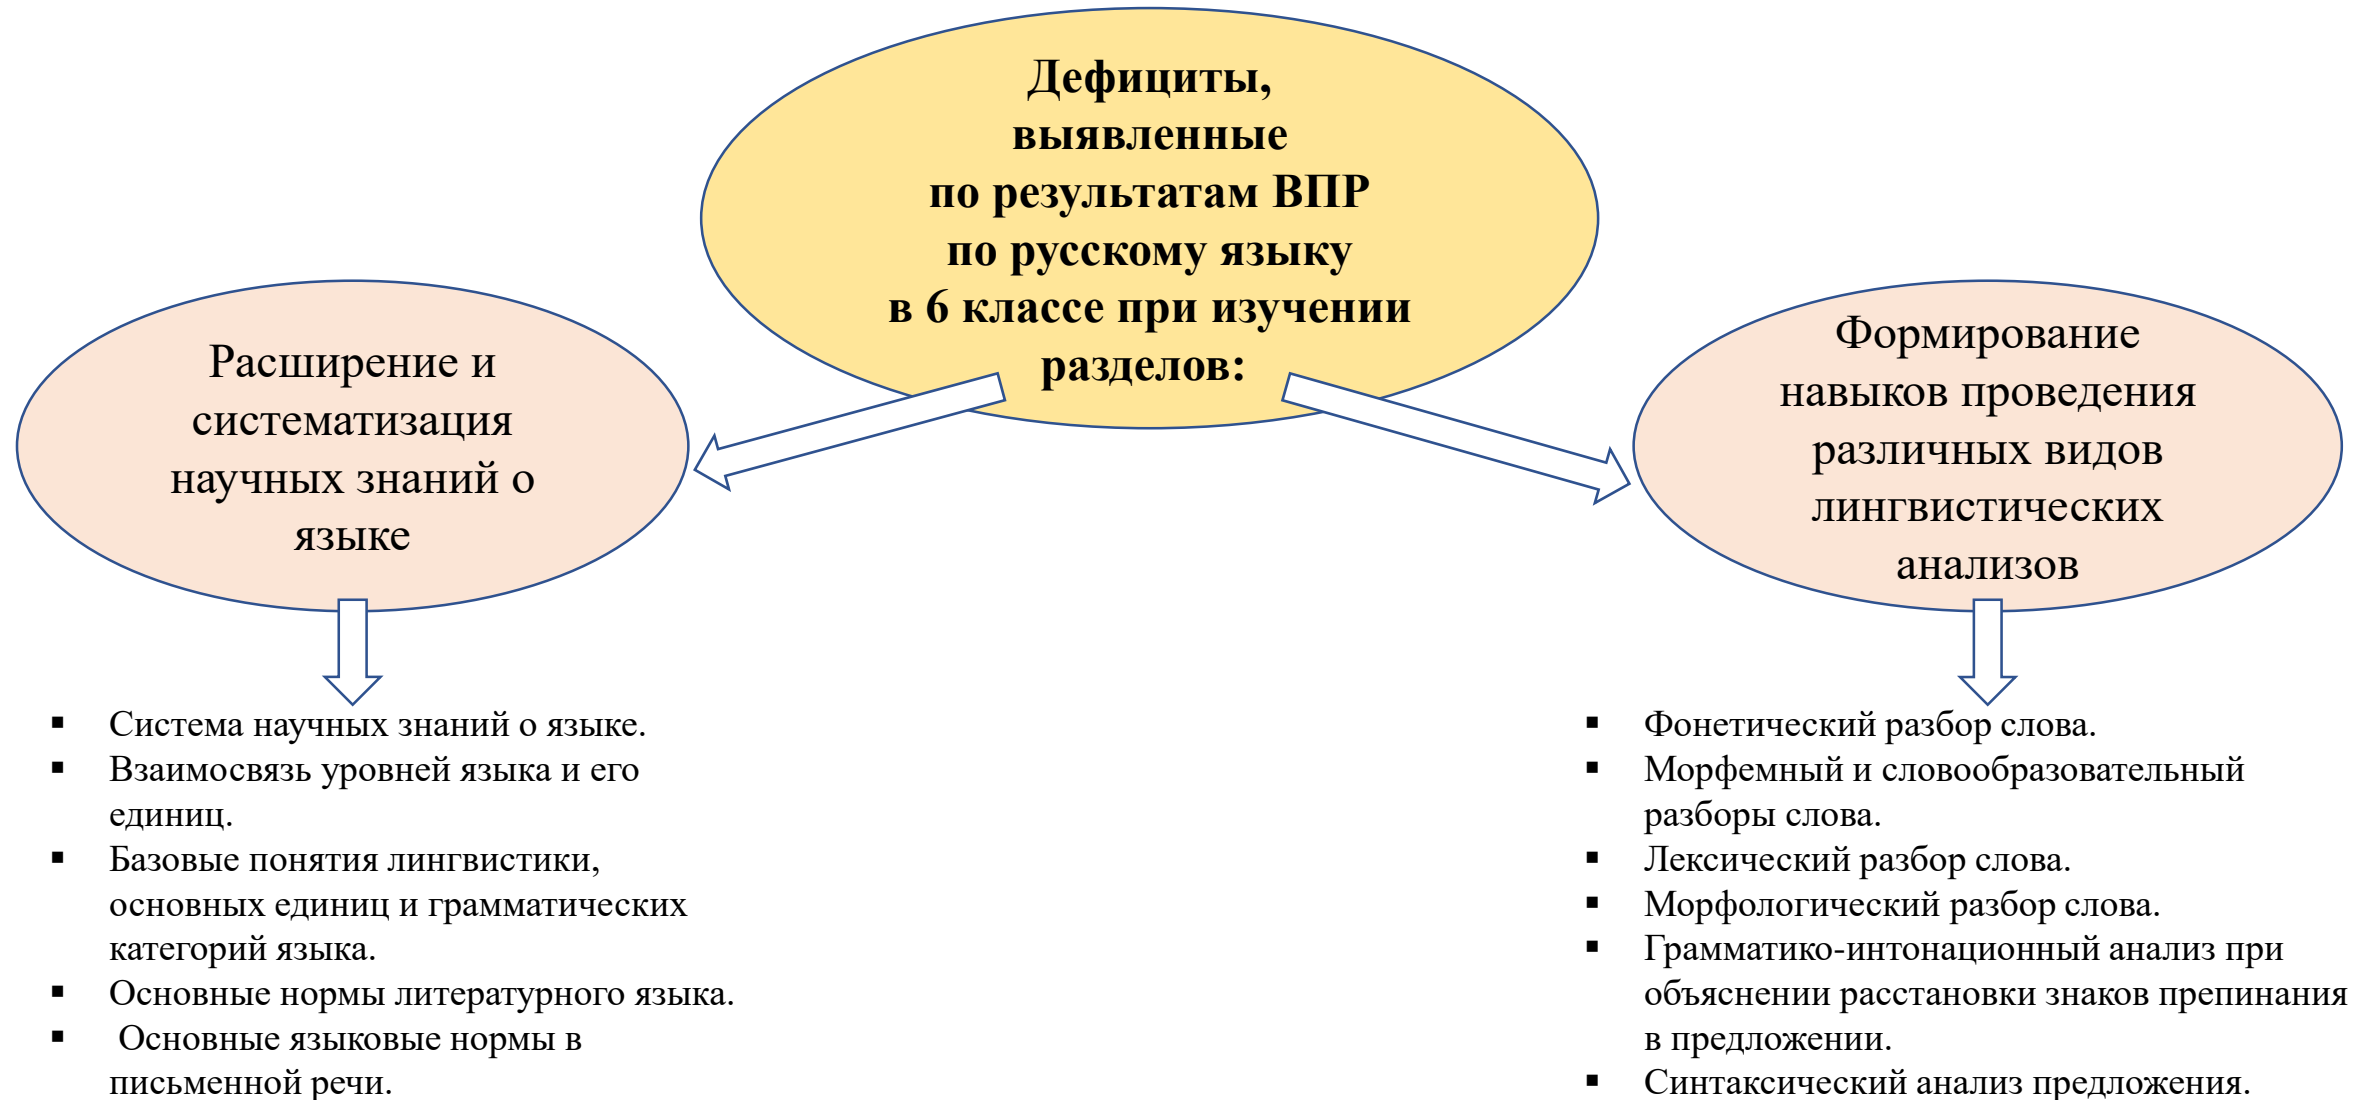 Дефициты,
выявленные
по результатам ВПР
по русскому языку
в 6 классе при изучении
разделов:
Расширение и
систематизация
научных знаний о
языке
Формирование
навыков проведения
различных видов
лингвистических
анализов
▪ Система научных знаний о языке.
▪ Взаимосвязь уровней языка и его
единиц.
▪ Базовые понятия лингвистики,
основных единиц и грамматических
категорий языка.
▪ Основные нормы литературного языка.
▪ Основные языковые нормы в
письменной речи.
▪ Фонетический разбор слова.
▪ Морфемный и словообразовательный
разборы слова.
▪ Лексический разбор слова.
▪ Морфологический разбор слова.
▪ Грамматико-интонационный анализ при
объяснении расстановки знаков препинания
в предложении.
▪ Синтаксический анализ предложения.